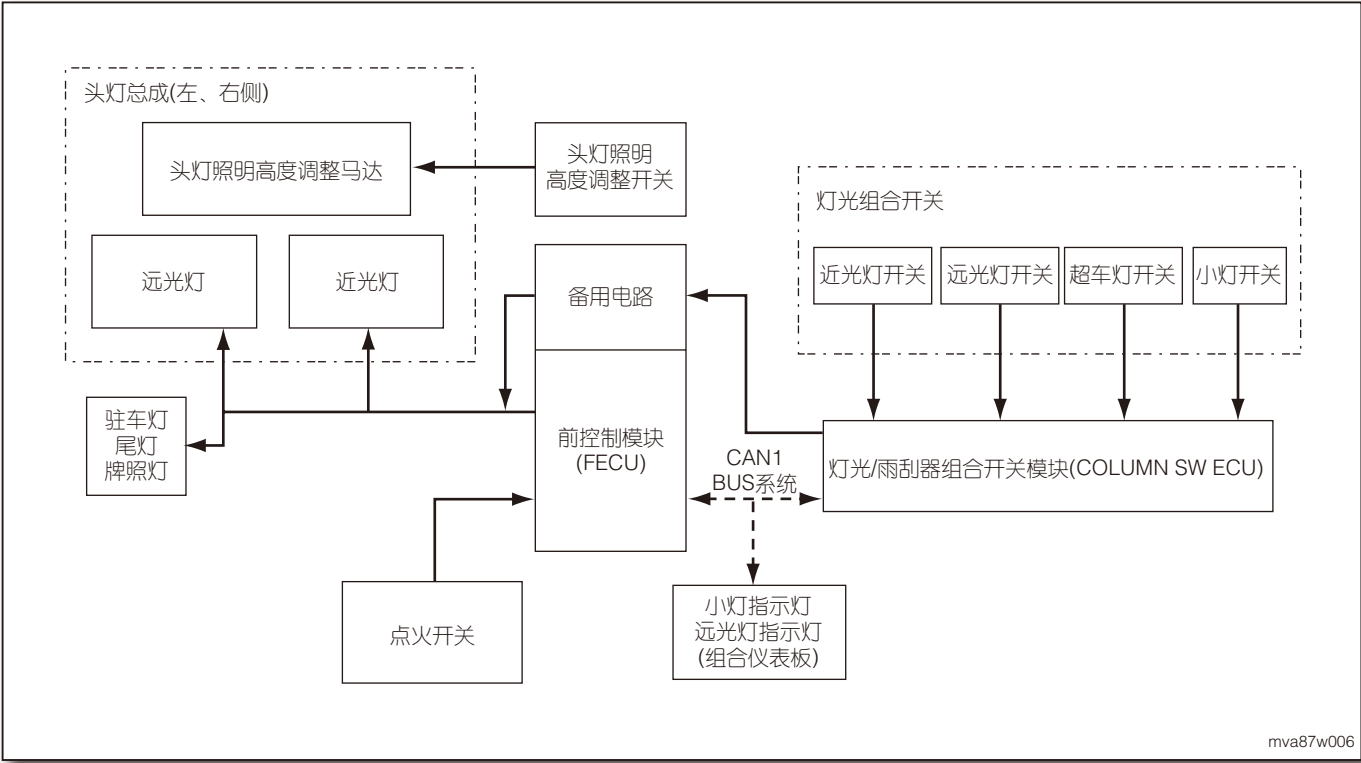 头灯总成(左、右侧)
头灯照明高度调整马达
头灯照明
高度调整开关
灯光组合开关
远光灯
近光灯
备用电路
近光灯开关
远光灯开关
超车灯开关
小灯开关
驻车灯
尾灯
牌照灯
前控制模块
(FECU)
CAN1
BUS系统
灯光/雨刮器组合开关模块(COLUMN SW ECU)
点火开关
小灯指示灯
远光灯指示灯
(组合仪表板)
mva87w006